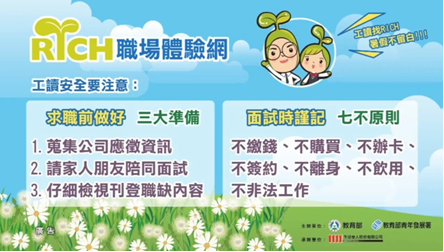 RICH職場體驗網
工讀找RICH
暑假不留白!!!
工讀安全要注意：
求職前做好 三大準備
1. 蒐集公司應徵資訊
2. 請家人朋友陪同面試
3. 仔細檢視刊登職缺內容
面試時謹記 七不原則
不繳錢、不購買、不辦卡、
不簽約、不離身、不飲用、
不非法工作
廣告
教育部 教育部青年發展署